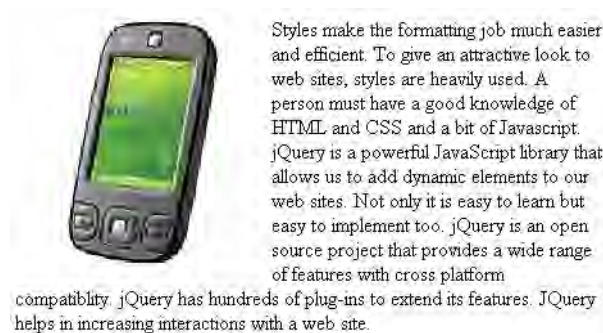 Styles make the formatting job much easier
and efficient. To give an attractive look to
web sites, styles are heavily used. A
person must have a good knowledge of
HTML and CSS and a bit of Javascript.
jQuery is a powerful JavaScript library that
allows us to add dynamic elements to our
web sites. Not only it is easy to learn but
easy to implement too. jQuery is an open
source project that provides a wide range
of features with cross platform
compatiblity. jQuery has hundreds of plug-ins to extend its features. JQuery
helps in increasing interactions with a web site.